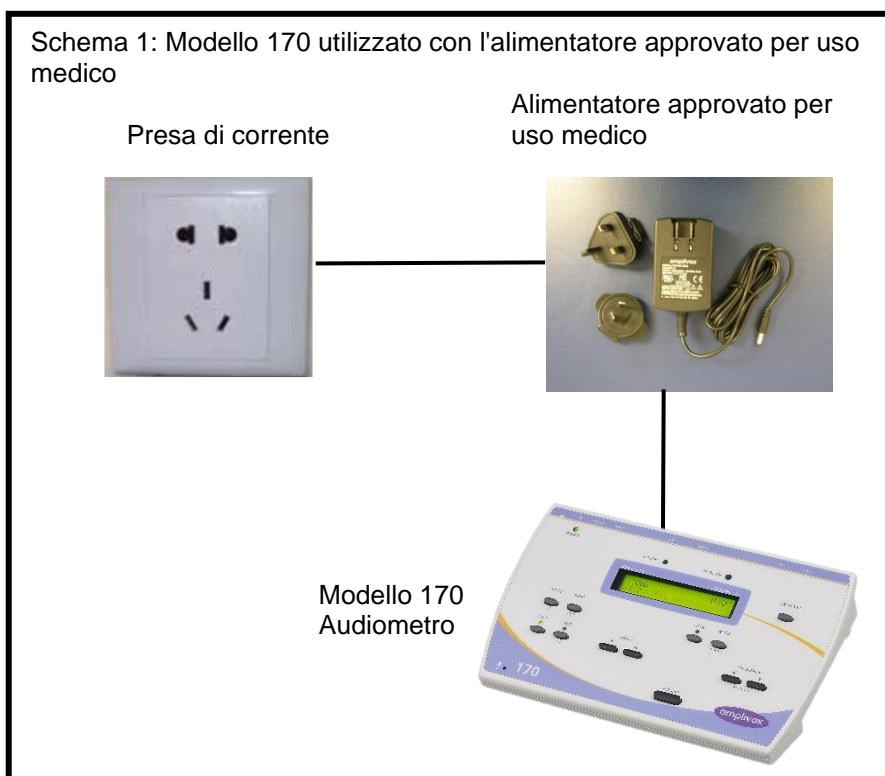 Schema 1: Modello 170 utilizzato con l'alimentatore approvato per uso
medico
Presa di corrente
Alimentatore approvato per
uso medico
amplivox
Modello 170
Audiometro
170
amplivox